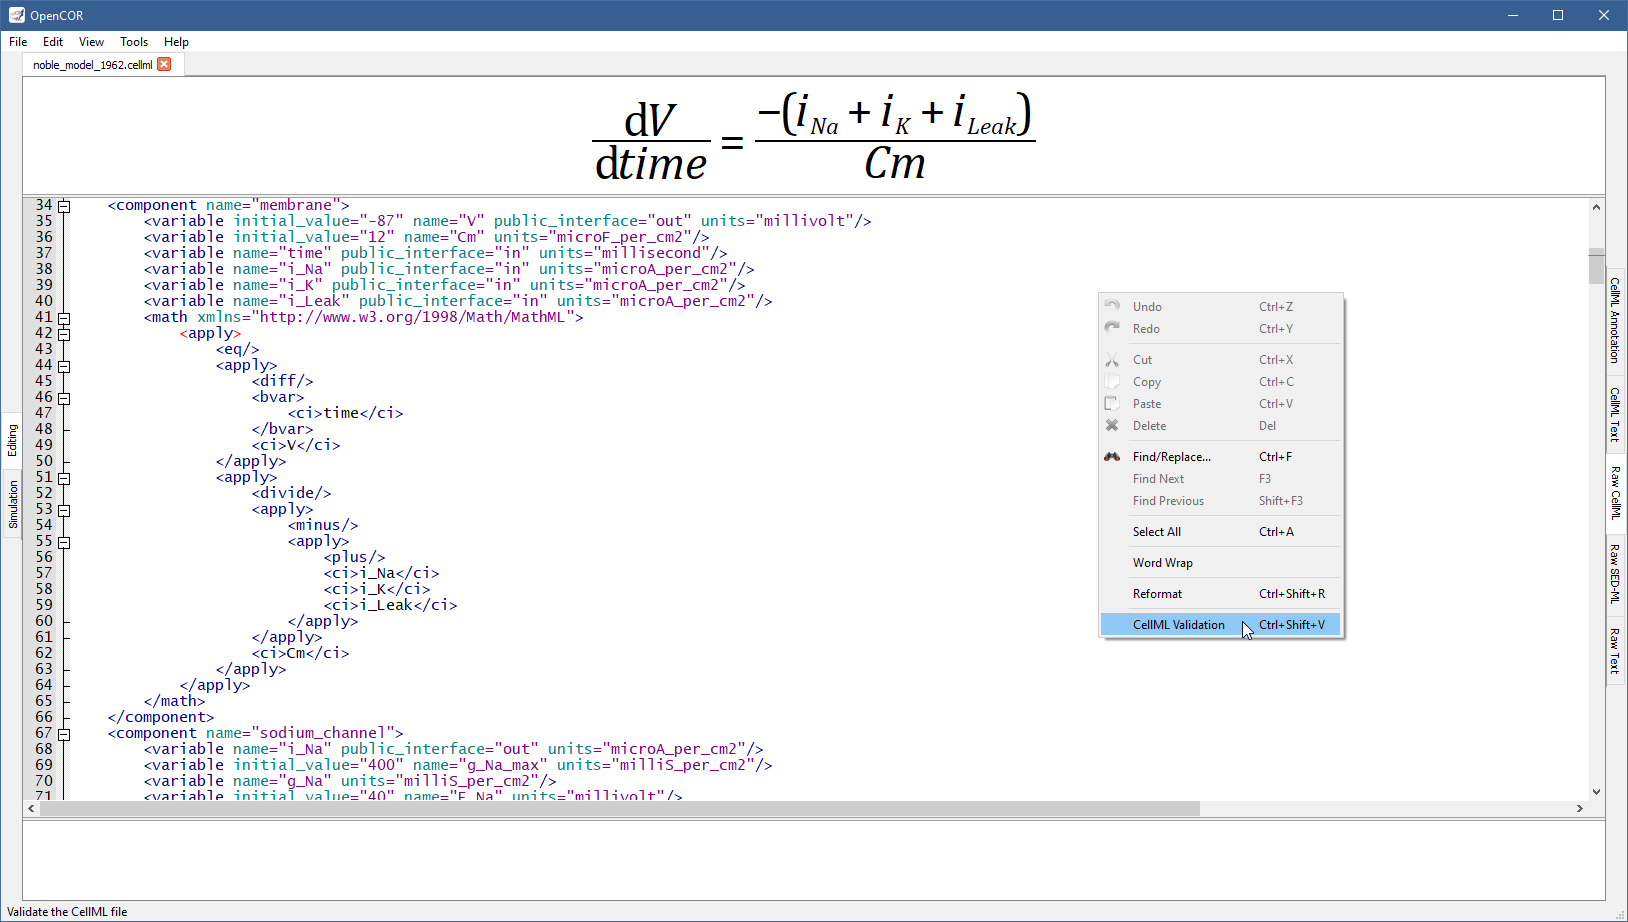 OpenCOR
File Edit View Tools Help
noble_model_1962.cellml
dV
dtime
=
−(i Na + i K + i Leak)
Cm
34 <component name="membrane">
35 <variable initial_value="-87" name="V" public_interface="out" units="millivolt"/>
36 <variable initial_value="12" name="Cm" units="microF_per_cm2"/>
37 <variable name="time" public_interface="in" units="millisecond"/>
38 <variable name="i_Na" public_interface="in" units="microA_per_cm2"/>
39 <variable name="i_K" public_interface="in" units="microA_per_cm2"/>
40 <variable name="i_Leak" public_interface="in" units="microA_per_cm2"/>
41 <math xmlns="http://www.w3.org/1998/Math/MathML">
42 <apply>
43 <eq/>
44 <apply>
45 <diff/>
46 <bvar>
47 <ci>time</ci>
48 </bvar>
49 <ci>V</ci>
50 </apply>
51 <apply>
52 <divide/>
53 <apply>
54 <minus/>
55 <apply>
56 <plus/>
57 <ci>i_Na</ci>
58 <ci>i_K</ci>
59 <ci>i_Leak</ci>
60 </apply>
61 </apply>
62 <ci>Cm</ci>
63 </apply>
64 </apply>
65 </math>
66 </component>
67 <component name="sodium_channel">
68 <variable name="i_Na" public_interface="out" units="microA_per_cm2"/>
69 <variable initial_value="400" name="g_Na_max" units="milliS_per_cm2"/>
70 <variable name="g_Na" units="milliS_per_cm2"/>
71 <variable initial_value="40" name="E_Na" units="millivolt"/>
Undo Ctrl+Z
Redo Ctrl+Y
Cut Ctrl+X
Copy Ctrl+C
Paste Ctrl+V
Delete Del
Find/Replace... Ctrl+F
Find Next F3
Find Previous Shift+F3
Select All Ctrl+A
Word Wrap
Reformat Ctrl+Shift+R
CellML Validation Ctrl+Shift+V
Editing
Simulation
CellML Annotation
CellML Text
Raw CellML
Raw SED-ML
Raw Text
Validate the CellML file